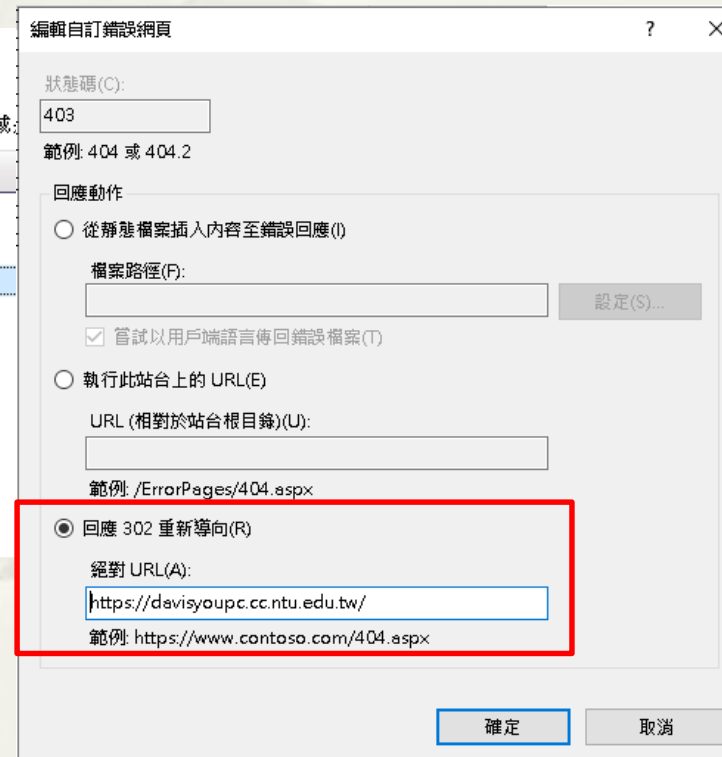 編輯自訂錯誤網頁 ? ×
狀態碼(C):
403
範例: 404 或 404.2
回應動作
從靜態檔案插入內容至錯誤回應(I)
檔案路徑(F):
設定(S)...
嘗試以用戶端語言傳回錯誤檔案(T)
執行此站台上的 URL(E)
URL (相對於站台根目錄)(U):
範例: /ErrorPages/404.aspx
回應 302 重新導向(R)
絕對 URL(A):
https://davisyoupc.cc.ntu.edu.tw/
範例: https://www.contoso.com/404.aspx
確定 取消